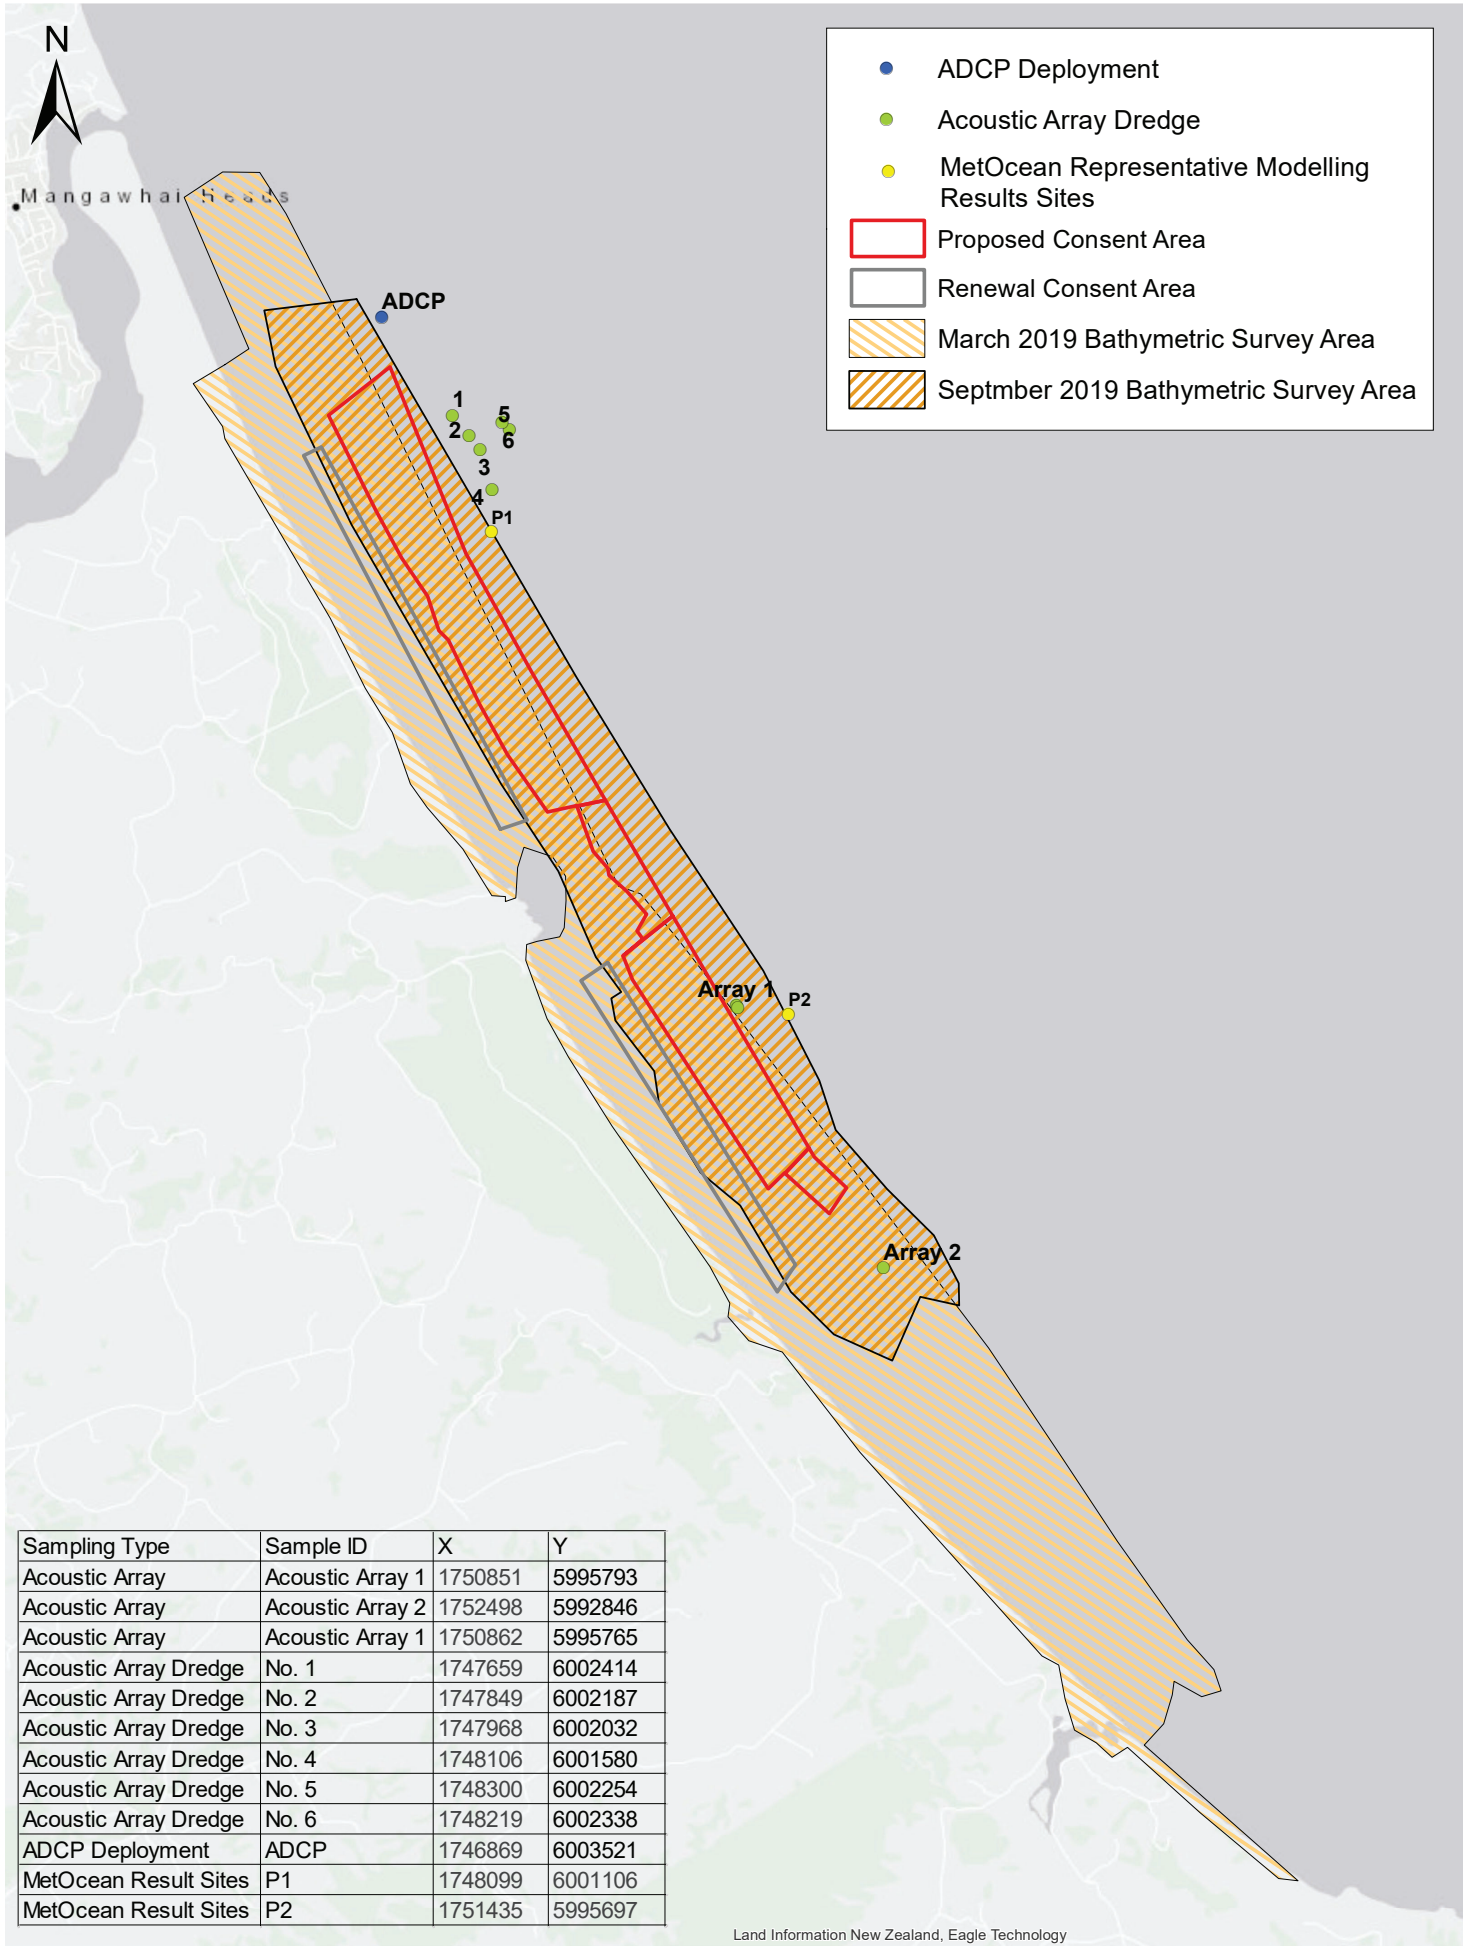 N
ADCP Deployment
Acoustic Array Dredge
MetOcean Representative Modelling
Results Sites
Proposed Consent Area
Renewal Consent Area
March 2019 Bathymetric Survey Area
Septmber 2019 Bathymetric Survey Area
Mangawhai Heads
ADCP
1
5
2
6
3
4
P1
Array 1
P2
Array 2
Sampling Type Sample ID X Y
Acoustic Array Acoustic Array 1 1750851 5995793
Acoustic Array Acoustic Array 2 1752498 5992846
Acoustic Array Acoustic Array 1 1750862 5995765
Acoustic Array Dredge No. 1 1747659 6002414
Acoustic Array Dredge No. 2 1747849 6002187
Acoustic Array Dredge No. 3 1747968 6002032
Acoustic Array Dredge No. 4 1748106 6001580
Acoustic Array Dredge No. 5 1748300 6002254
Acoustic Array Dredge No. 6 1748219 6002338
ADCP Deployment ADCP 1746869 6003521
MetOcean Result Sites P1 1748099 6001106
MetOcean Result Sites P2 1751435 5995697
Land Information New Zealand, Eagle Technology